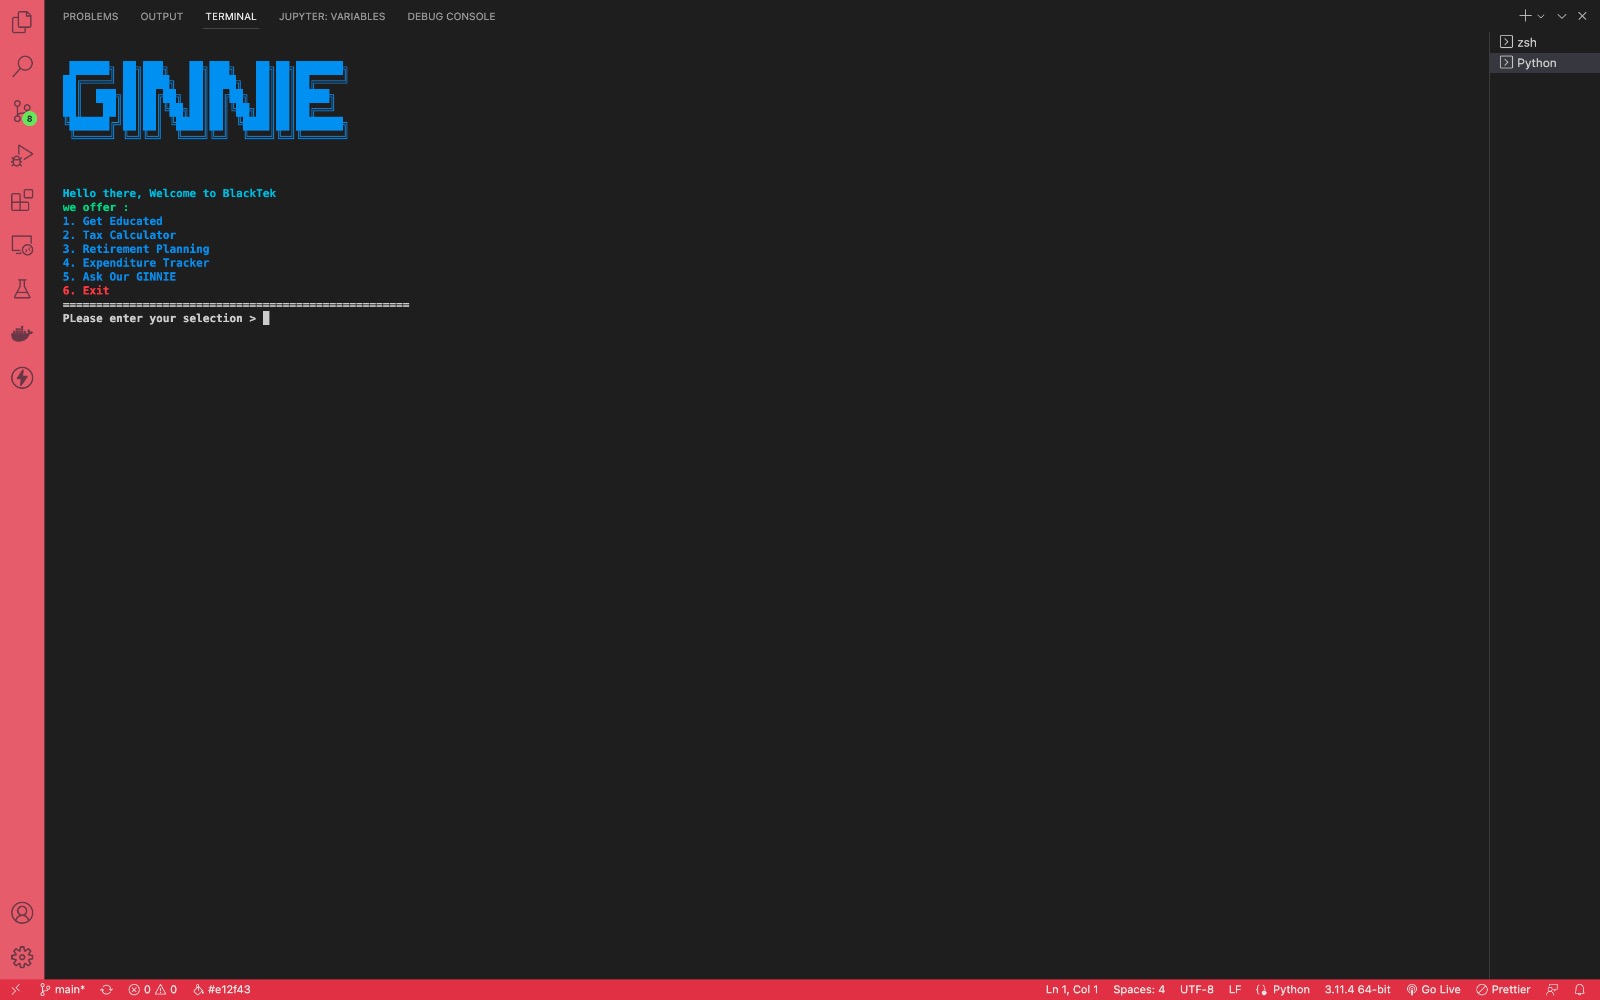 PROBLEMS OUTPUT TERMINAL JUPYTER: VARIABLES DEBUG CONSOLE
zsh
Python
GINNIE
Hello there, Welcome to BlackTek
we offer :
1. Get Educated
2. Tax Calculator
3. Retirement Planning
4. Expenditure Tracker
5. Ask Our GINNIE
6. Exit
====================================================
PLease enter your selection >
8
main* 0 0 #e12f43 Ln 1, Col 1 Spaces: 4 UTF-8 LF Python 3.11.4 64-bit Go Live Prettier